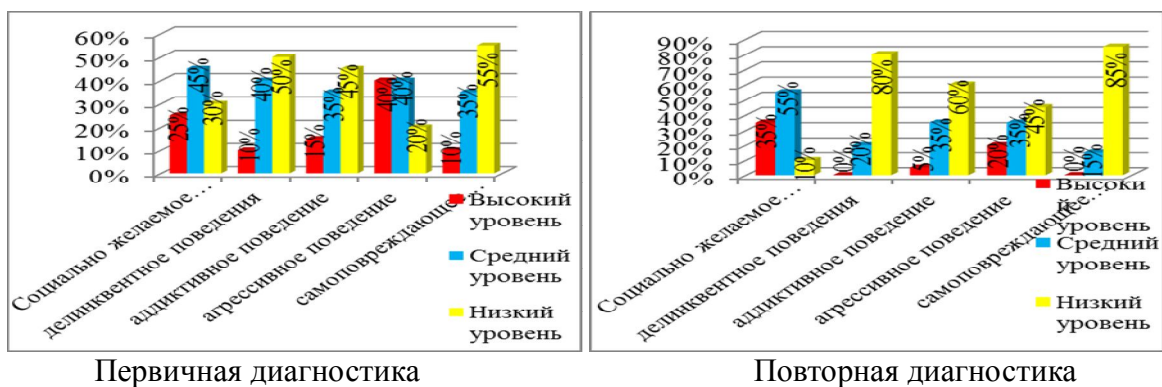 60%
50%
40%
30%
20%
10%
0%
25%
45%
30%
10%
40%
50%
15%
35%
45%
40%
40%
20%
10%
35%
55%
Социально желаемое…
делинквентное поведения
аддиктивное поведение
агрессивное поведение
самоповреждающе…
Высокий
уровень
Средний
уровень
Низкий
уровень
Первичная диагностика
90%
80%
70%
60%
50%
40%
30%
20%
10%
0%
35%
55%
10%
0%
20%
80%
5%
35%
60%
20%
35%
45%
0%
15%
85%
Социально желаемое…
делинквентное поведения
аддиктивное поведение
агрессивное поведение
самоповреждающее…
Высоки
й
уровень
Средний
уровень
Низкий
уровень
Повторная диагностика